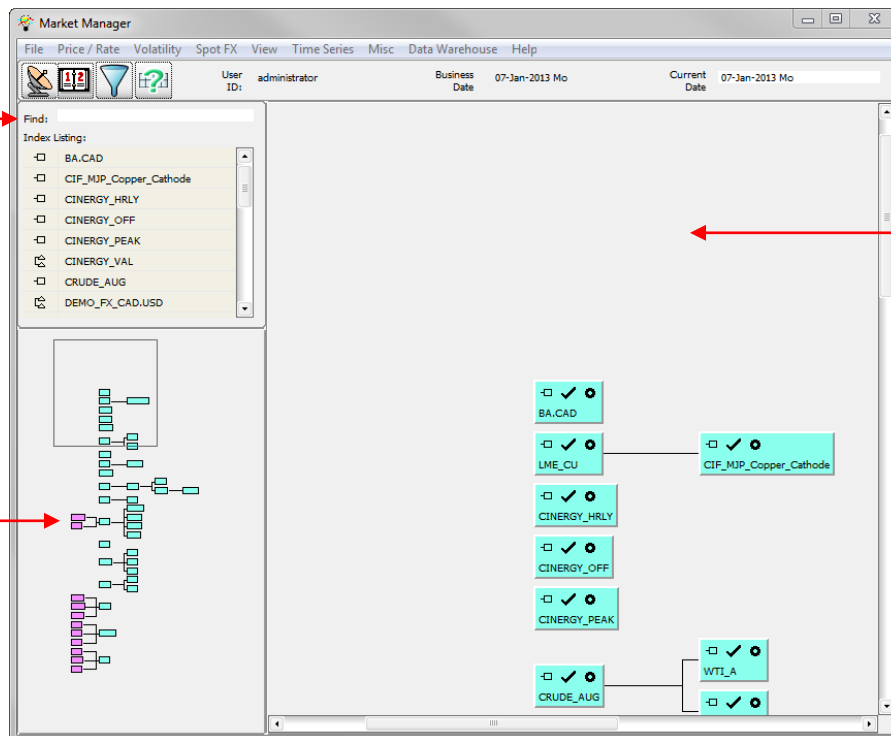 Market Manager
File Price / Rate Volatility Spot FX View Time Series Misc Data Warehouse Help
User ID: administrator Business Date 07-Jan-2013 Mo Current Date 07-Jan-2013 Mo
Find:
Index Listing:
BA.CAD
CIF_MJP_Copper_Cathode
CINERGY_HRLY
CINERGY_OFF
CINERGY_PEAK
CINERGY_VAL
CRUDE_AUG
DEMO_FX_CAD.USD
BA.CAD
LME_CU
CIF_MJP_Copper_Cathode
CINERGY_HRLY
CINERGY_OFF
CINERGY_PEAK
WTI_A
CRUDE_AUG